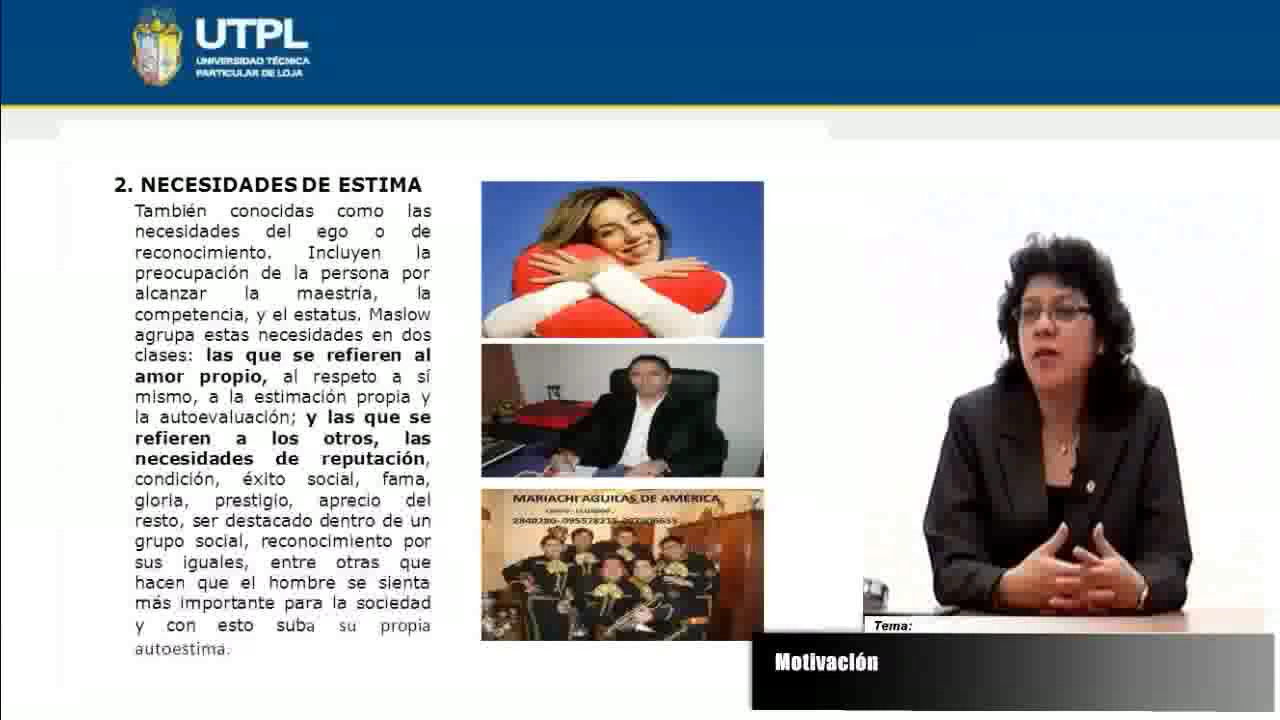 UTPL
UNIVERSIDAD TÉCNICA
PARTICULAR DE LOJA
2. NECESIDADES DE ESTIMA
También conocidas como las
necesidades del ego o de
reconocimiento. Incluyen la
preocupación de la persona por
alcanzar la maestría, la
competencia, y el estatus. Maslow
agrupa estas necesidades en dos
clases: las que se refieren al
amor propio, al respeto a sí
mismo, a la estimación propia y
la autoevaluación; y las que se
refieren a los otros, las
necesidades de reputación,
condición, éxito social, fama,
gloria, prestigio, aprecio del
resto, ser destacado dentro de un
grupo social, reconocimiento por
sus iguales, entre otras que
hacen que el hombre se sienta
más importante para la sociedad
y con esto suba su propia
autoestima.
MARIACHI AGUILAS DE AMERICA
Tema:
Motivación